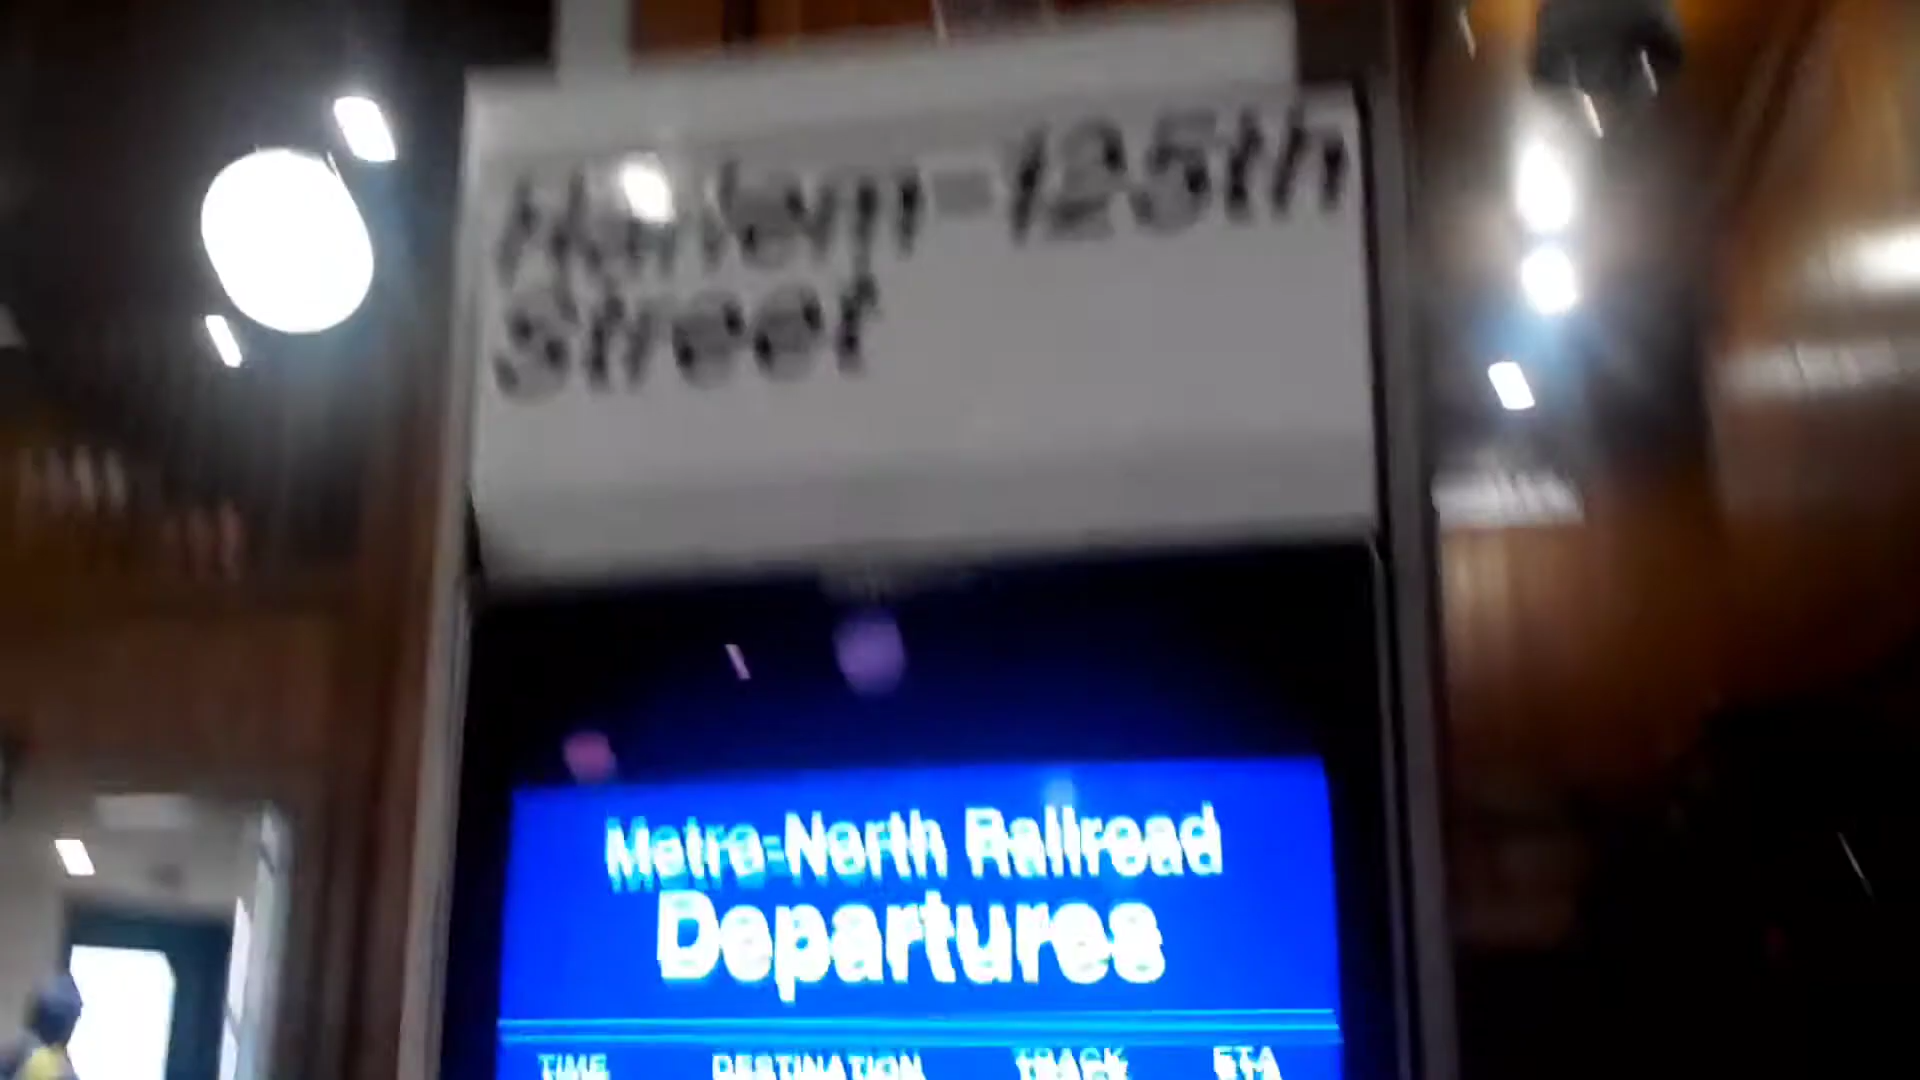 Harlem-125th
Street
Metro-North Railroad
Departures
TIME DESTINATION TRACK ETA